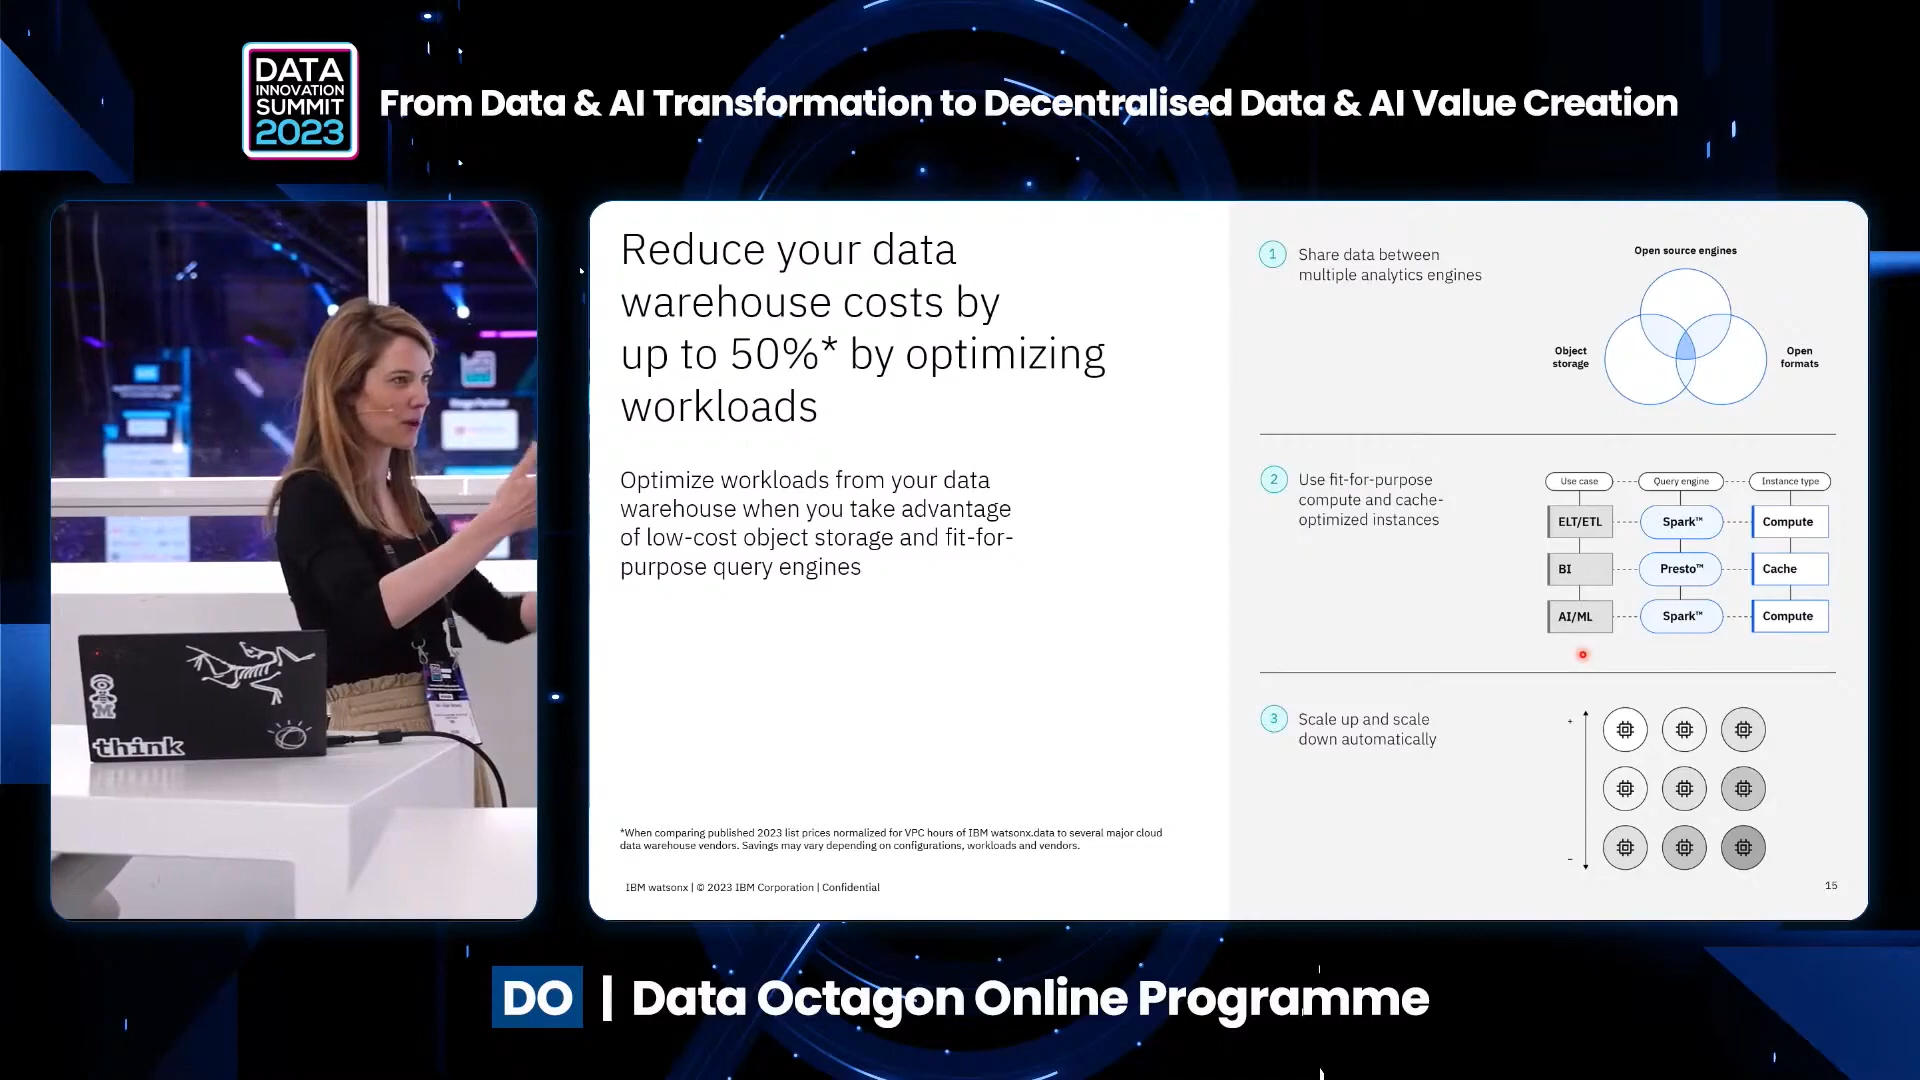 DATA
INNOVATION
SUMMIT
2023
From Data & AI Transformation to Decentralised Data & AI Value Creation
think
Reduce your data
warehouse costs by
up to 50%* by optimizing
workloads
Optimize workloads from your data
warehouse when you take advantage
of low-cost object storage and fit-for-
purpose query engines
*When comparing published 2023 list prices normalized for VPC hours of IBM watsonx.data to several major cloud
data warehouse vendors. Savings may vary depending on configurations, workloads and vendors.
IBM watsonx | © 2023 IBM Corporation | Confidential
1
Share data between
multiple analytics engines
Open source engines
Object
storage
Open
formats
2
Use fit-for-purpose
compute and cache-
optimized instances
Use case
Query engine
Instance type
ELT/ETL
Spark™
Compute
BI
Presto™
Cache
AI/ML
Spark™
Compute
3
Scale up and scale
down automatically
+
–
15
DO | Data Octagon Online Programme